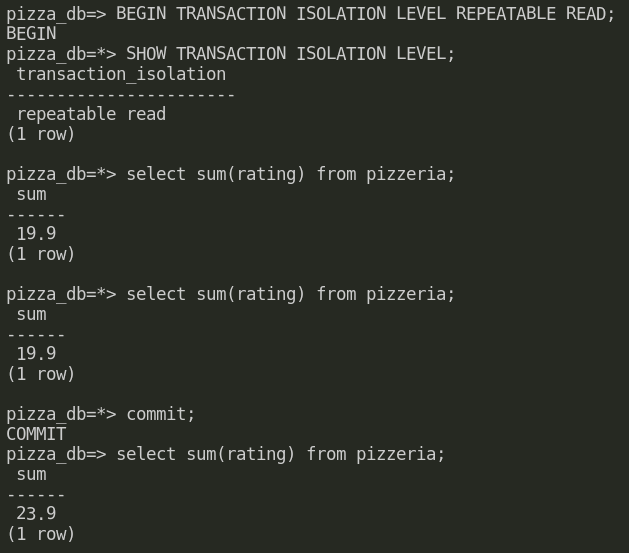 pizza_db=> BEGIN TRANSACTION ISOLATION LEVEL REPEATABLE READ;
BEGIN
pizza_db=*> SHOW TRANSACTION ISOLATION LEVEL;
 transaction_isolation
-----------------------
 repeatable read
(1 row)

pizza_db=*> select sum(rating) from pizzeria;
 sum
------
 19.9
(1 row)

pizza_db=*> select sum(rating) from pizzeria;
 sum
------
 19.9
(1 row)

pizza_db=*> commit;
COMMIT
pizza_db=> select sum(rating) from pizzeria;
 sum
------
 23.9
(1 row)